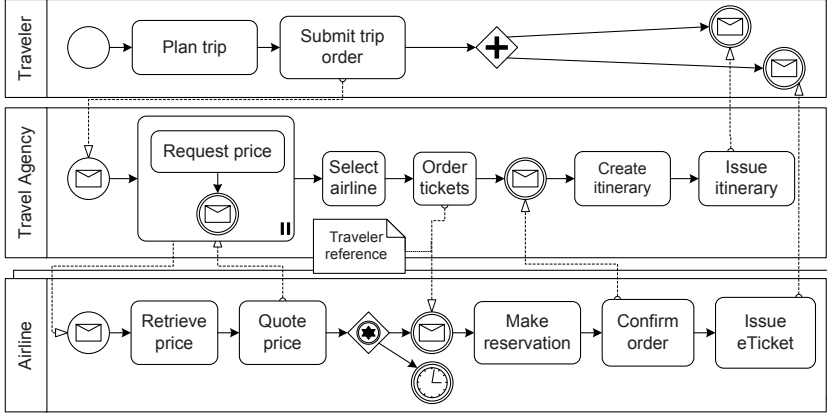 Traveler
Plan trip
Submit trip
order
Travel Agency
Request price
Select
airline
Order
tickets
Create
itinerary
Issue
itinerary
Traveler
reference
Airline
Retrieve
price
Quote
price
Make
reservation
Confirm
order
Issue
eTicket